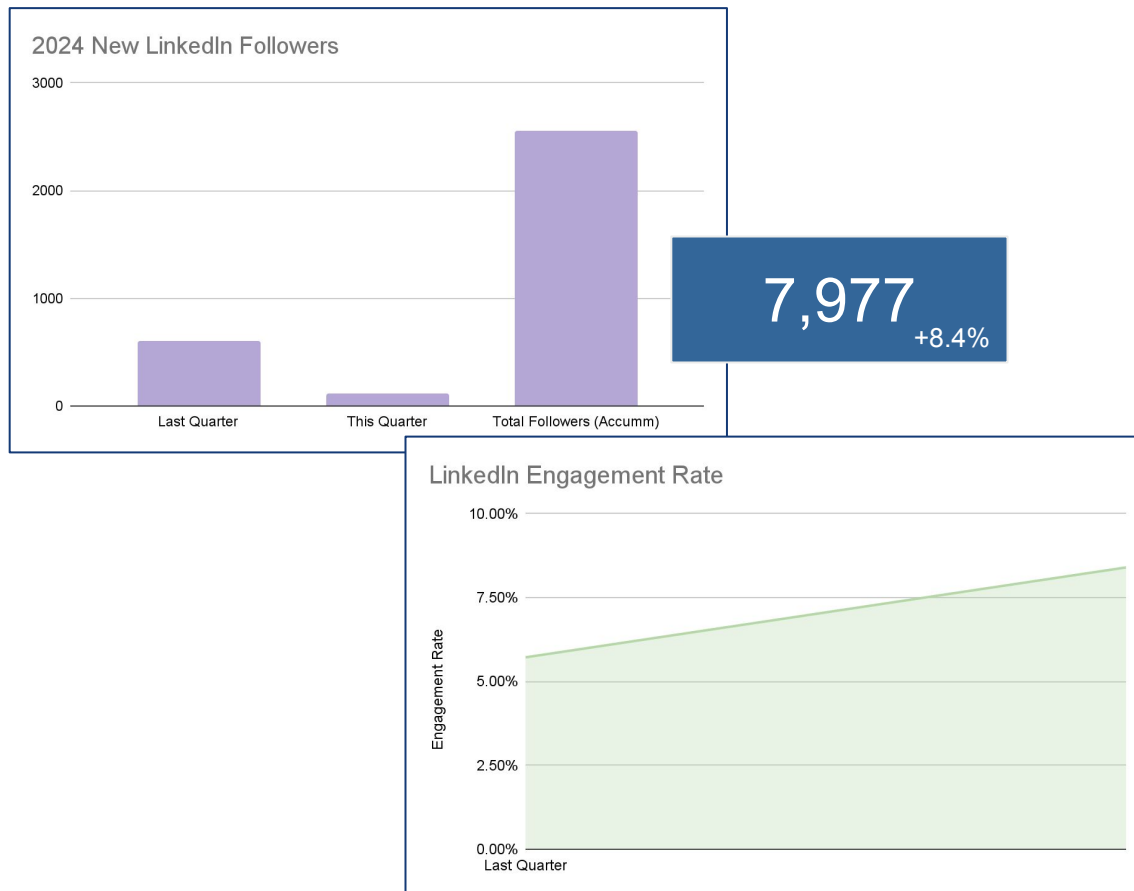 2024 New LinkedIn Followers
3000
2000
1000
0
Last Quarter
This Quarter
Total Followers (Accumm)
7,977
+8.4%
LinkedIn Engagement Rate
10.00%
7.50%
5.00%
2.50%
0.00%
Engagement Rate
Last Quarter